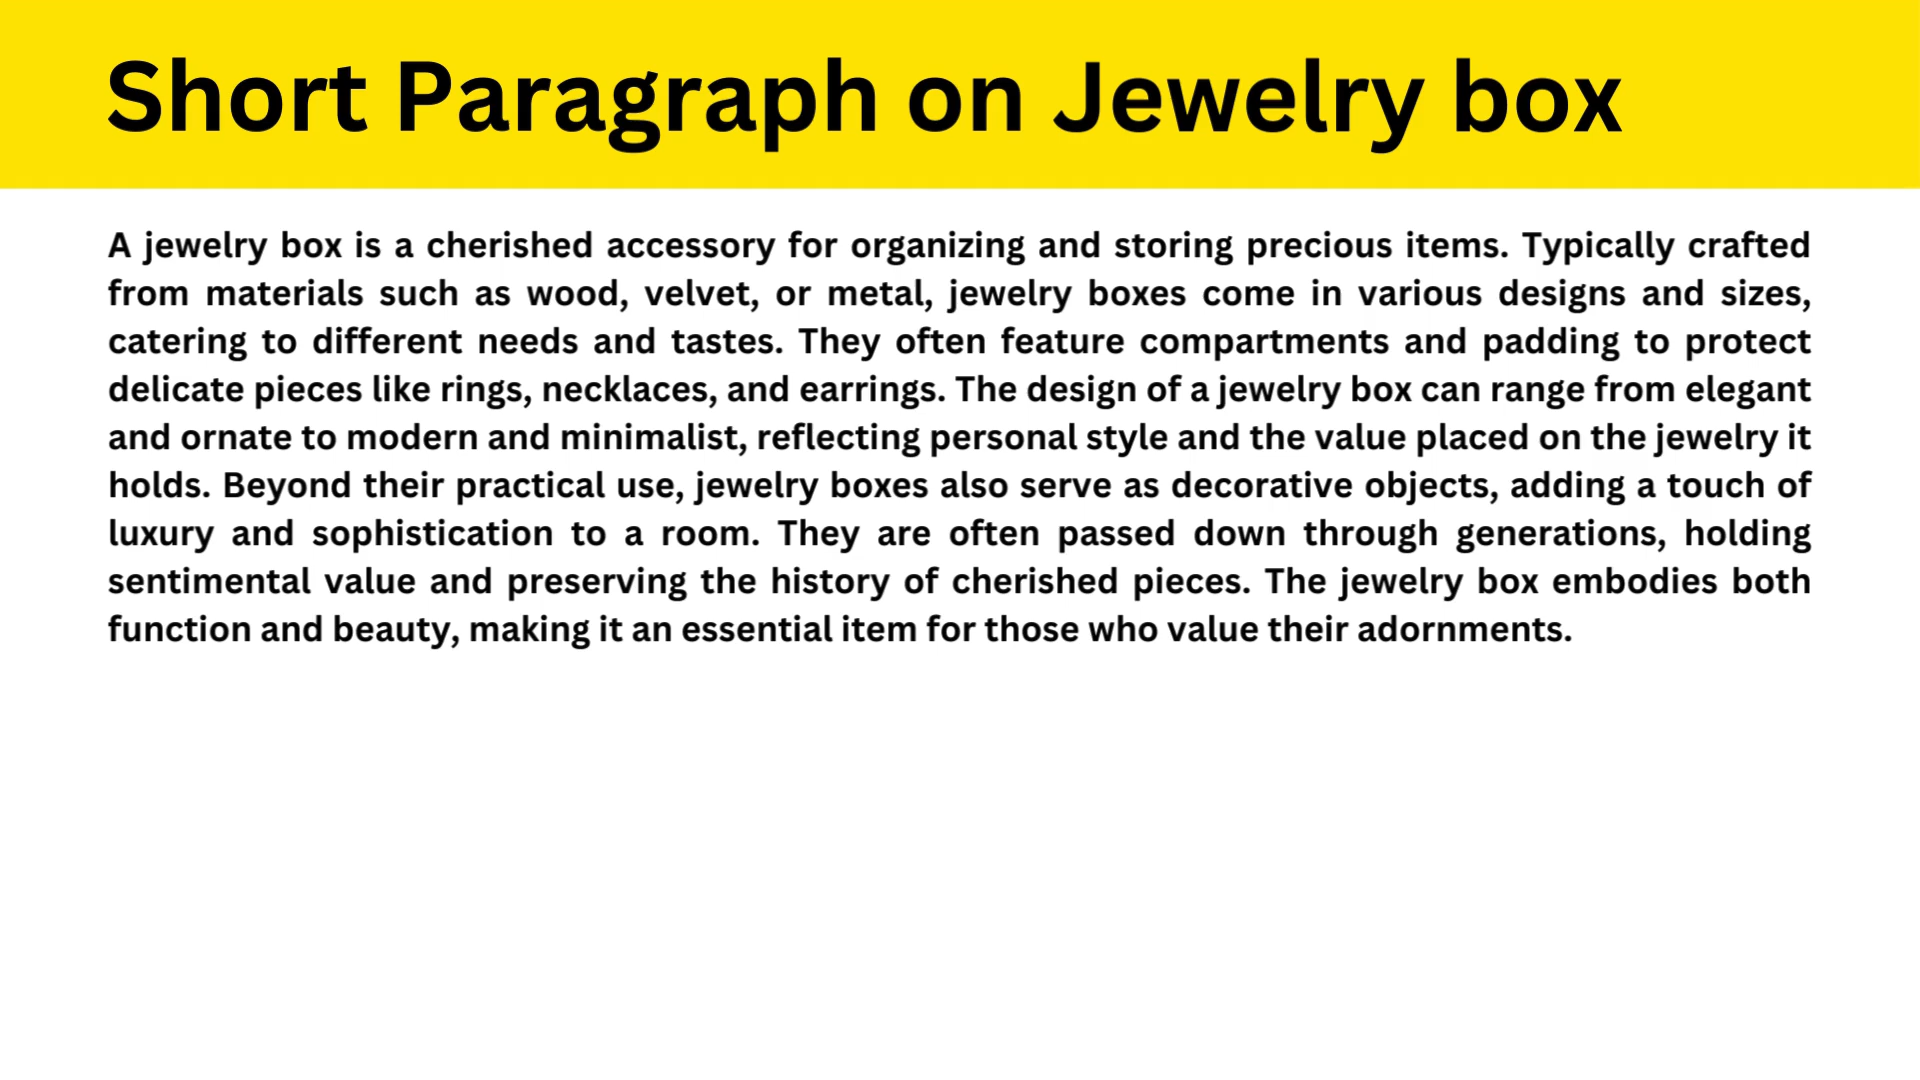 Short Paragraph on Jewelry box
A jewelry box is a cherished accessory for organizing and storing precious items. Typically crafted
from materials such as wood, velvet, or metal, jewelry boxes come in various designs and sizes,
catering to different needs and tastes. They often feature compartments and padding to protect
delicate pieces like rings, necklaces, and earrings. The design of a jewelry box can range from elegant
and ornate to modern and minimalist, reflecting personal style and the value placed on the jewelry it
holds. Beyond their practical use, jewelry boxes also serve as decorative objects, adding a touch of
luxury and sophistication to a room. They are often passed down through generations, holding
sentimental value and preserving the history of cherished pieces. The jewelry box embodies both
function and beauty, making it an essential item for those who value their adornments.